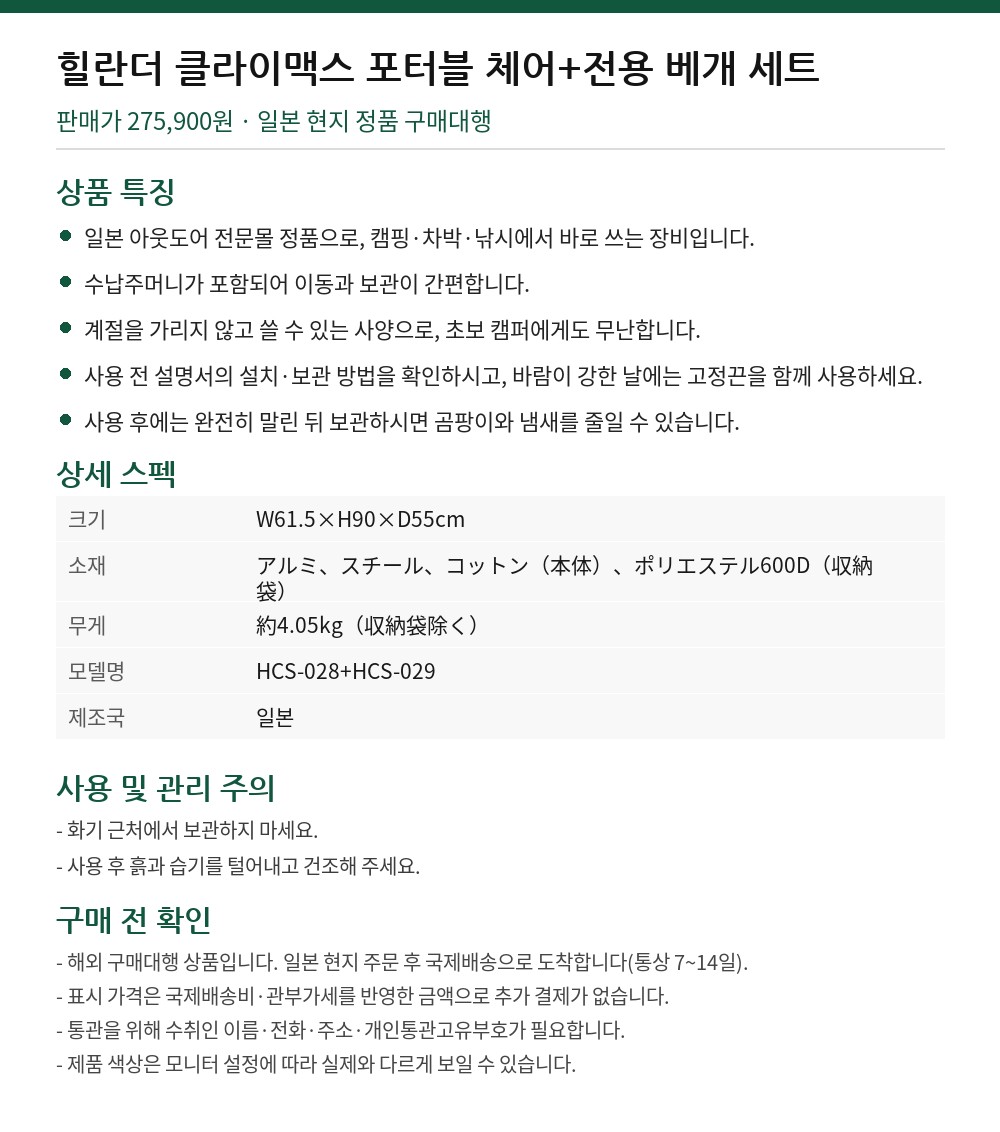 힐란더 클라이맥스 포터블 체어+전용 베개 세트
판매가 275,900원 · 일본 현지 정품 구매대행
상품 특징
● 일본 아웃도어 전문몰 정품으로, 캠핑·차박·낚시에서 바로 쓰는 장비입니다.
● 수납주머니가 포함되어 이동과 보관이 간편합니다.
● 계절을 가리지 않고 쓸 수 있는 사양으로, 초보 캠퍼에게도 무난합니다.
● 사용 전 설명서의 설치·보관 방법을 확인하시고, 바람이 강한 날에는 고정끈을 함께 사용하세요.
● 사용 후에는 완전히 말린 뒤 보관하시면 곰팡이와 냄새를 줄일 수 있습니다.
상세 스펙
크기 W61.5×H90×D55cm
소재 アルミ、スチール、コットン（本体）、ポリエステル600D（収納
袋）
무게 約4.05kg（収納袋除く）
모델명 HCS-028+HCS-029
제조국 일본
사용 및 관리 주의
- 화기 근처에서 보관하지 마세요.
- 사용 후 흙과 습기를 털어내고 건조해 주세요.
구매 전 확인
- 해외 구매대행 상품입니다. 일본 현지 주문 후 국제배송으로 도착합니다(통상 7~14일).
- 표시 가격은 국제배송비·관부가세를 반영한 금액으로 추가 결제가 없습니다.
- 통관을 위해 수취인 이름·전화·주소·개인통관고유부호가 필요합니다.
- 제품 색상은 모니터 설정에 따라 실제와 다르게 보일 수 있습니다.